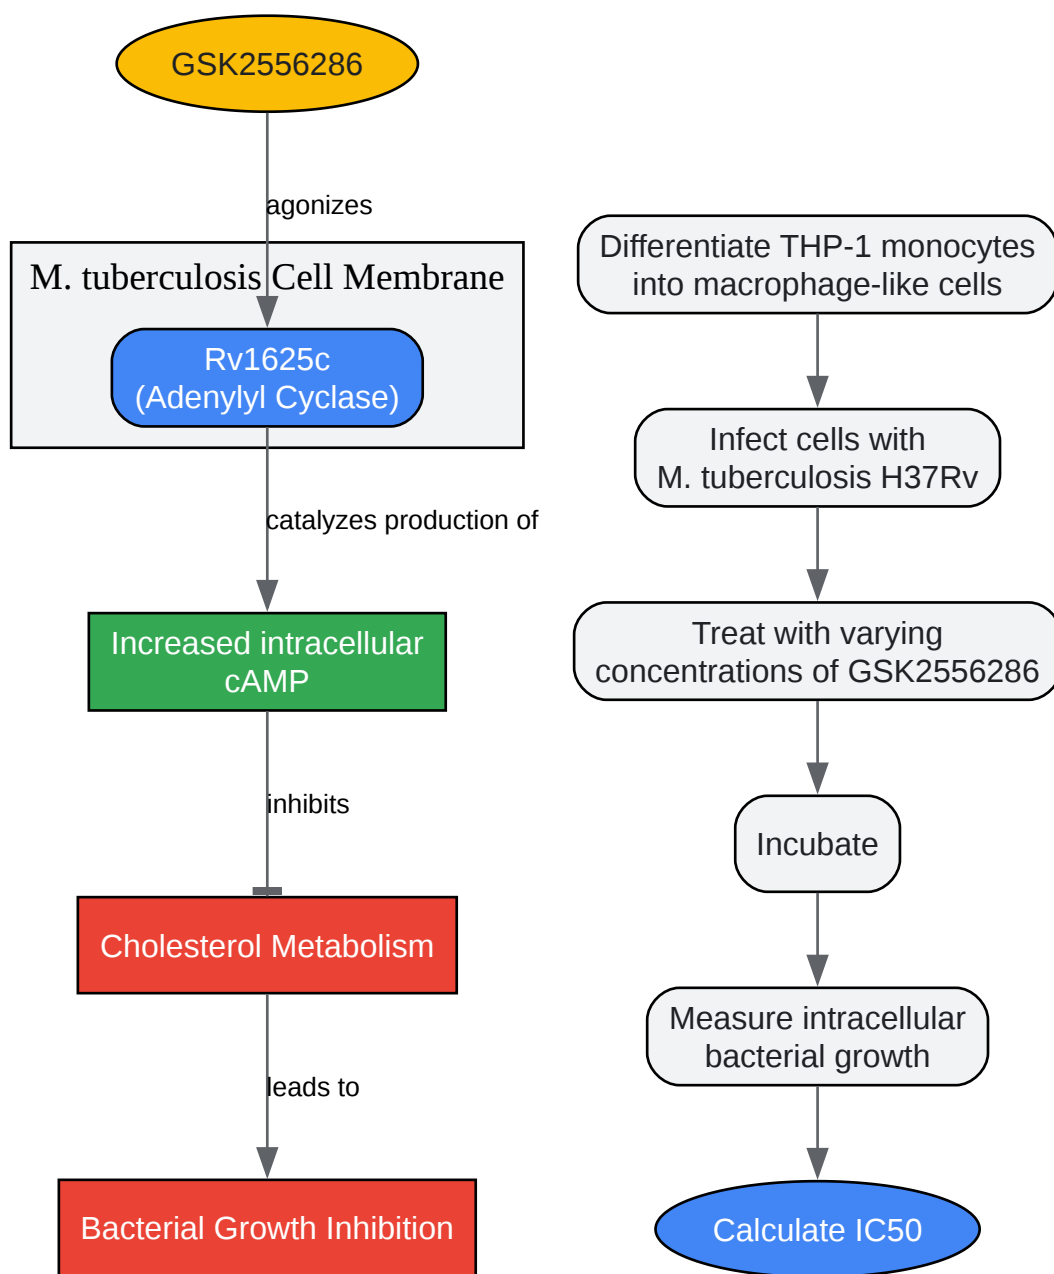 GSK2556286
agonizes
M. tuberculosis Cell Membrane
Rv1625c
(Adenylyl Cyclase)
catalyzes production of
Increased intracellular
cAMP
inhibits
Cholesterol Metabolism
leads to
Bacterial Growth Inhibition
Differentiate THP-1 monocytes
into macrophage-like cells
Infect cells with
M. tuberculosis H37Rv
Treat with varying
concentrations of GSK2556286
Incubate
Measure intracellular
bacterial growth
Calculate IC50